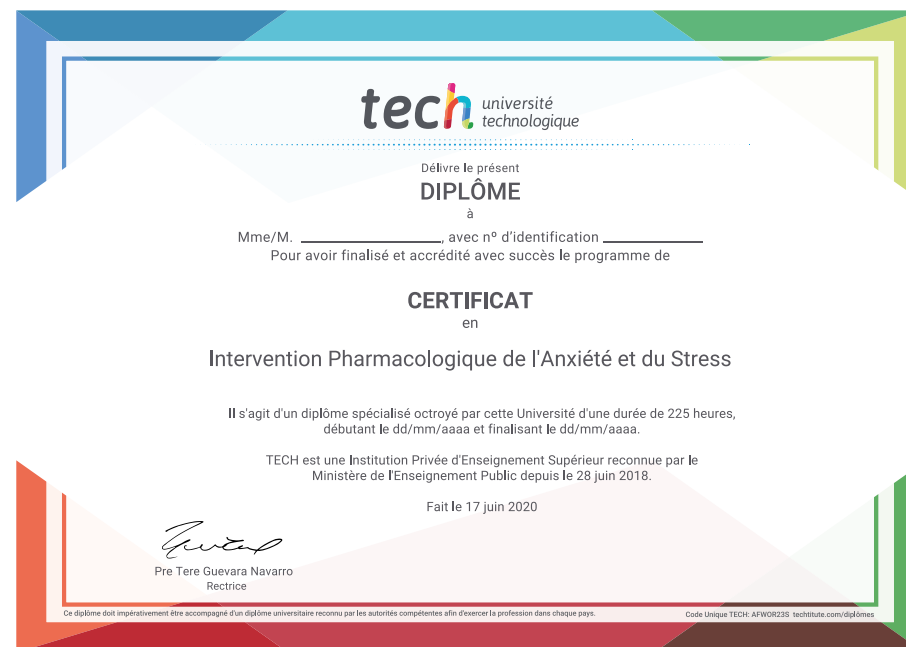 tech université
technologique
Délivre le présent
DIPLÔME
à
Mme/M. ____________________, avec nº d'identification ______________
Pour avoir finalisé et accrédité avec succès le programme de
CERTIFICAT
en
Intervention Pharmacologique de l'Anxiété et du Stress
Il s'agit d'un diplôme spécialisé octroyé par cette Université d'une durée de 225 heures,
débutant le dd/mm/aaaa et finalisant le dd/mm/aaaa.
TECH est une Institution Privée d'Enseignement Supérieur reconnue par le
Ministère de l'Enseignement Public depuis le 28 juin 2018.
Fait le 17 juin 2020
Pre Tere Guevara Navarro
Rectrice
Ce diplôme doit impérativement être accompagné d'un diplôme universitaire reconnu par les autorités compétentes afin d'exercer la profession dans chaque pays.
Code Unique TECH: AFWOR23S techtitute.com/diplômes